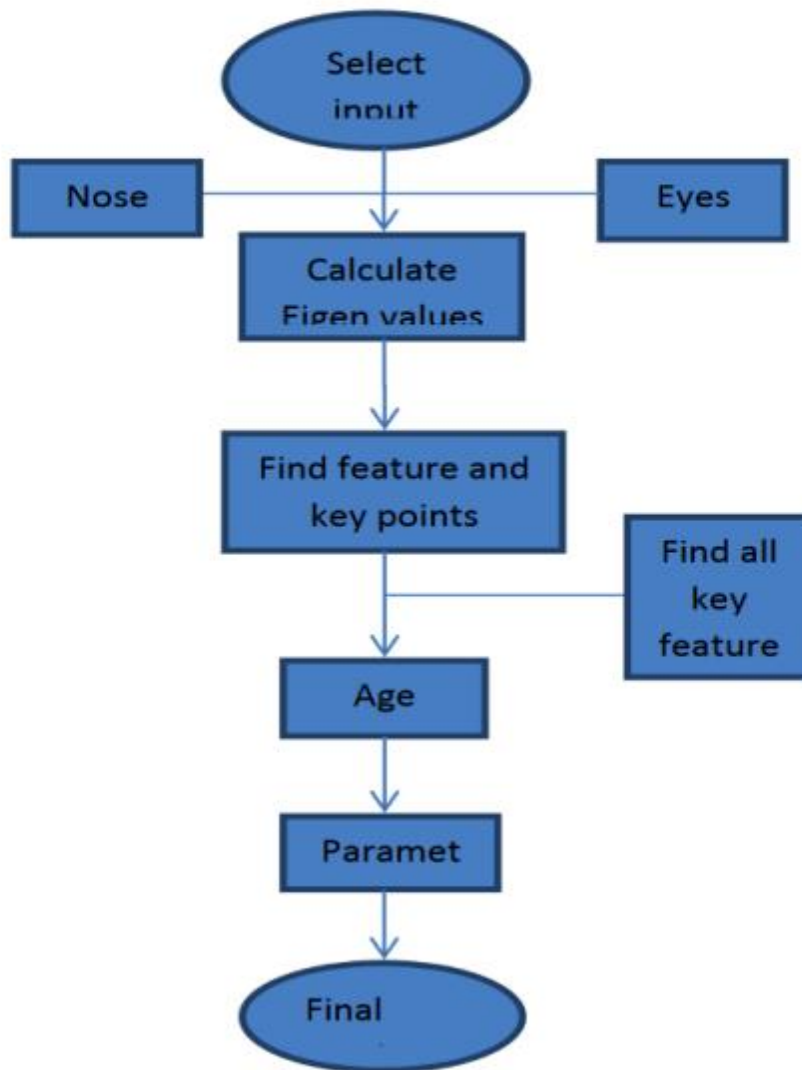 Select
input
Nose
Eyes
Calculate
Eigen values
Find feature and
key points
Find all
key
feature
Age
Paramet
Final